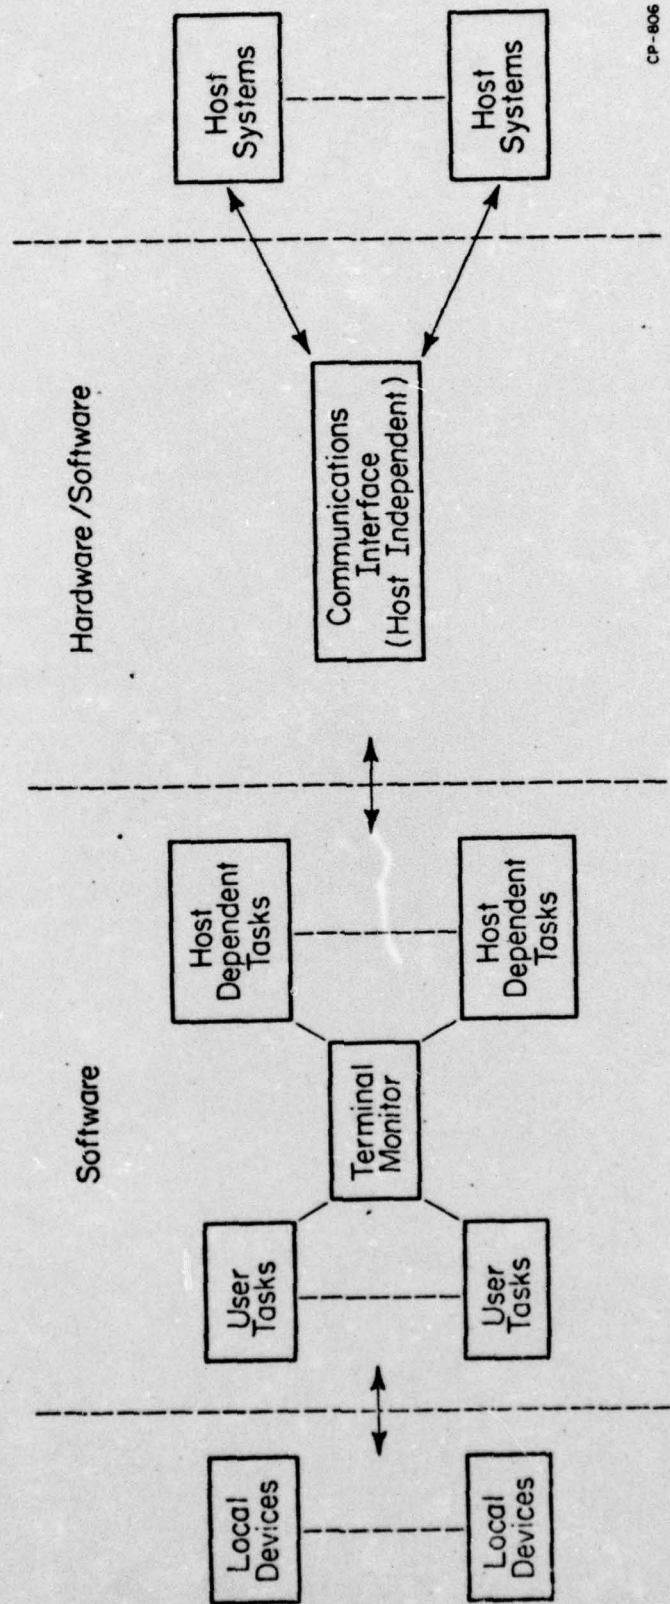 Software
Hardware/Software
Local
Devices
Local
Devices
User
Tasks
User
Tasks
Terminal
Monitor
Host
Dependent
Tasks
Host
Dependent
Tasks
Communications
Interface
(Host Independent)
Host
Systems
Host
Systems
CP-806